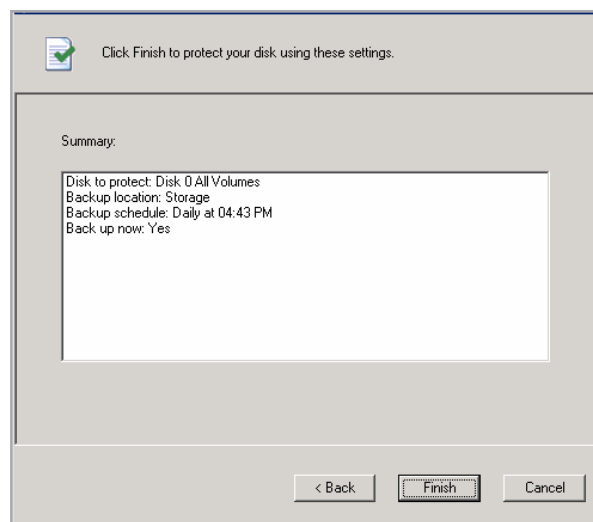 Click Finish to protect your disk using these settings.
Summary:
Disk to protect: Disk 0 All Volumes
Backup location: Storage
Backup schedule: Daily at 04:43 PM
Back up now: Yes
< Back
Finish
Cancel